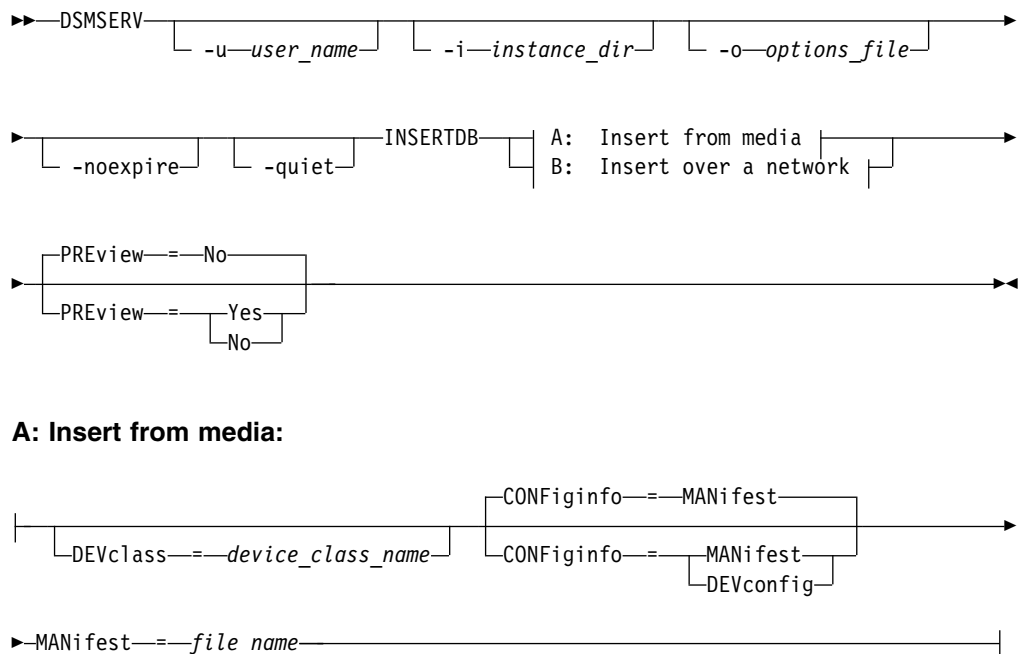 DSMSERV
-u user_name -i instance_dir -o options_file
INSERTDB A: Insert from media
-noexpire -quiet B: Insert over a network
PREview = No
PREview = Yes
No
A: Insert from media:
CONFiginfo = MANifest
DEVclass = device_class_name CONFiginfo = MANifest
DEVconfig
MANifest = file name